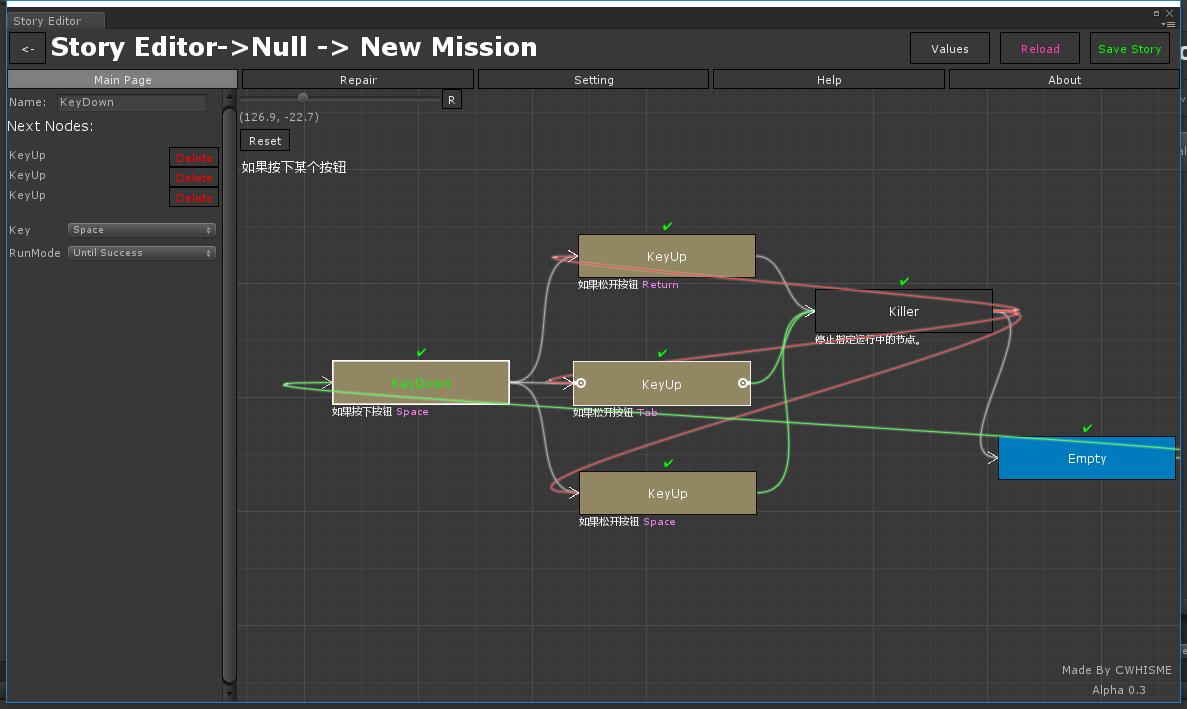 Story Editor
<- Story Editor->Null -> New Mission
Values
Reload
Save Story
Main Page
Repair
Setting
Help
About
Name: KeyDown
Next Nodes:
KeyUp Delete
KeyUp Delete
KeyUp Delete
Key Space
RunMode Until Success
R
(126.9, -22.7)
Reset
如果按下某个按钮
KeyUp
如果松开按钮 Return
Killer
停止指定运行中的节点。
KeyDown
如果按下按钮 Space
KeyUp
如果松开按钮 Tab
Empty
KeyUp
如果松开按钮 Space
Made By CWHISME
Alpha 0.3